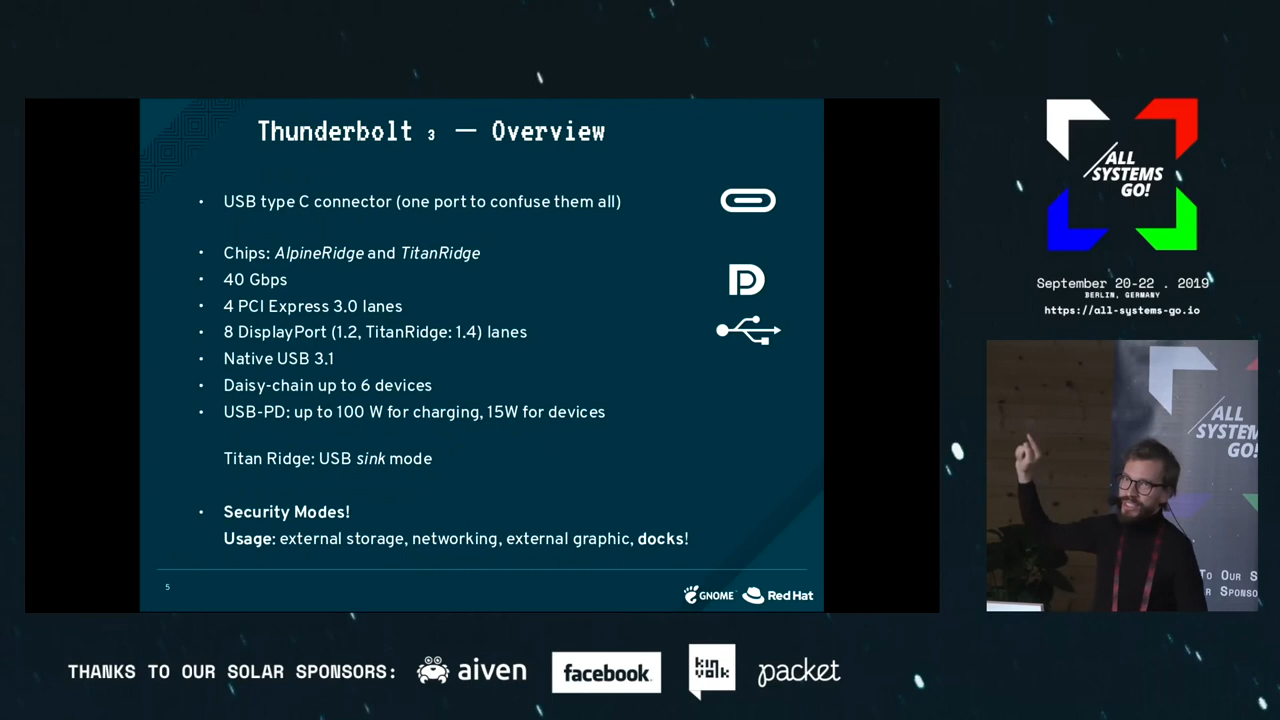 Thunderbolt 3 — Overview
• USB type C connector (one port to confuse them all)
• Chips: AlpineRidge and TitanRidge
• 40 Gbps
• 4 PCI Express 3.0 lanes
• 8 DisplayPort (1.2, TitanRidge: 1.4) lanes
• Native USB 3.1
• Daisy-chain up to 6 devices
• USB-PD: up to 100 W for charging, 15W for devices
Titan Ridge: USB sink mode
• Security Modes!
Usage: external storage, networking, external graphic, docks!
5
GNOME
Red Hat
ALL
SYSTEMS
GO!
September 20-22 . 2019
BERLIN, GERMANY
https://all-systems-go.io
ALL
SYSTEM
GO!
To Our S
r Sponso
THANKS TO OUR SOLAR SPONSORS:
aiven
facebook.
kinvolk
packet